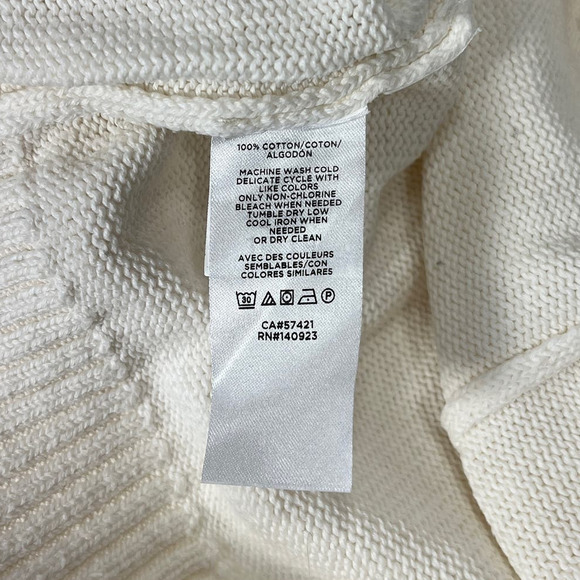 100% COTTON/COTON/
ALGODÓN
MACHINE WASH COLD
DELICATE CYCLE WITH
LIKE COLORS
ONLY NON-CHLORINE
BLEACH WHEN NEEDED
TUMBLE DRY LOW
COOL IRON WHEN
NEEDED
OR DRY CLEAN
AVEC DES COULEURS
SEMBLABLES/CON
COLORES SIMILARES
30 P
CA#57421
RN#140923